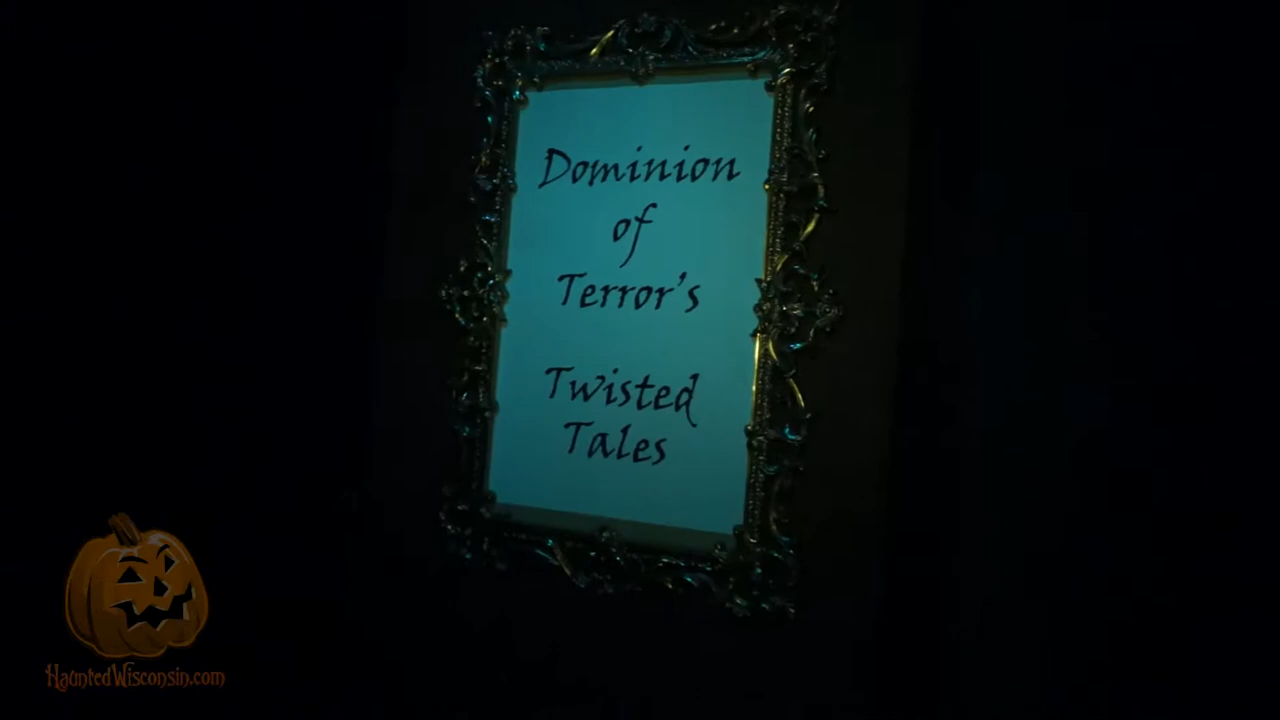 Dominion
of
Terror's
Twisted
Tales
HauntedWisconsin.com